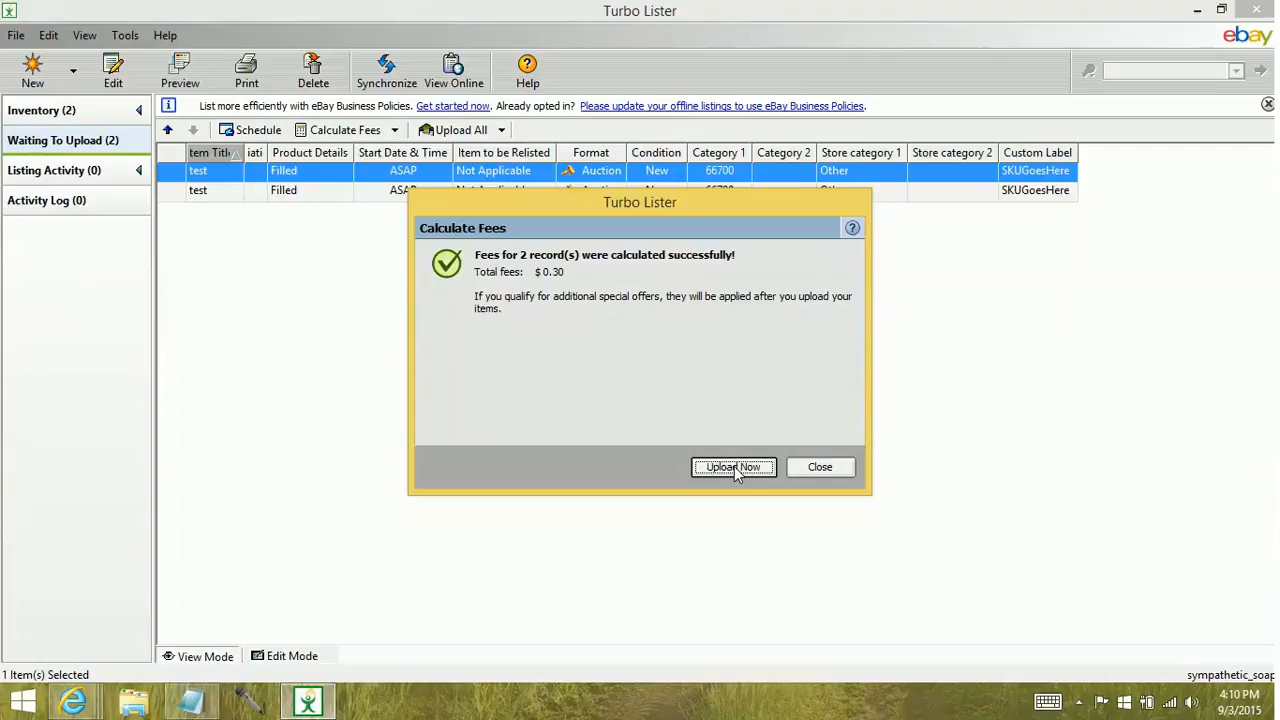 Turbo Lister
File Edit View Tools Help
ebay
New Edit Preview Print Delete Synchronize View Online Help
Inventory (2)
List more efficiently with eBay Business Policies. Get started now. Already opted in? Please update your offline listings to use eBay Business Policies.
Waiting To Upload (2)
Schedule Calculate Fees Upload All
tem Title iati Product Details Start Date & Time Item to be Relisted Format Condition Category 1 Category 2 Store category 1 Store category 2 Custom Label
Listing Activity (0)
test Filled ASAP Not Applicable Auction New 66700 Other SKUGoesHere
test Filled SKUGoesHere
Activity Log (0)
Turbo Lister
Calculate Fees
Fees for 2 record(s) were calculated successfully!
Total fees: $ 0.30
If you qualify for additional special offers, they will be applied after you upload your
items.
Upload Now Close
View Mode Edit Mode
1 Item(s) Selected sympathetic_soap
4:10 PM
9/3/2015